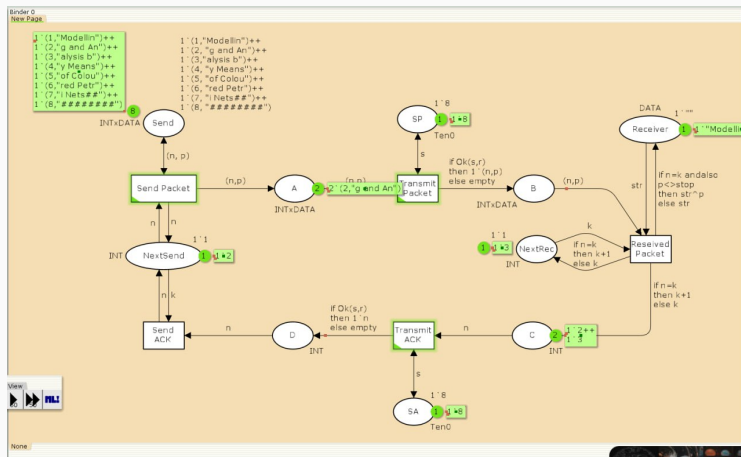 Binder 0
New Page
1`(1,"Modellin")++
1`(2,"g and An")++
1`(3,"alysis b")++
1`(4,"y Means")++
1`(5,"of Colou")++
1`(6,"red Petr")++
1`(7,"i Nets##")++
1`(8,"########")
1`(1,"Modellin")++
1`(2, "g and An")++
1`(3,"alysis b")++
1`(4, "y Means")++
1`(5, "of Colou")++
1`(6,"red Petr")++
1`(7, "i Nets##")++
1`(8, "########")
8
INTxDATA
Send
1`8
SP
1
1`8
Ten0
DATA
1`""
Receiver
1
(n, p)
s
Send Packet
(n,p)
A
2
2`(2,"g and An")
INTxDATA
Transmit
Packet
if Ok(s,r)
then 1`(n,p)
else empty
B
INTxDATA
(n,p)
str
if n=k andalso
p<>stop
then str^p
else str
n
n
1`1
INT
NextSend
1
1`2
k
1`1
1
1`3
NextRec
INT
if n=k
then k+1
else k
Reseived
Packet
n
k
if n=k
then k+1
else k
Send
ACK
n
D
INT
if Ok(s,r)
then 1`n
else empty
Transmit
ACK
n
C
INT
2
1`2++
1`3
s
1`8
SA
1
1`8
Ten0
View
None